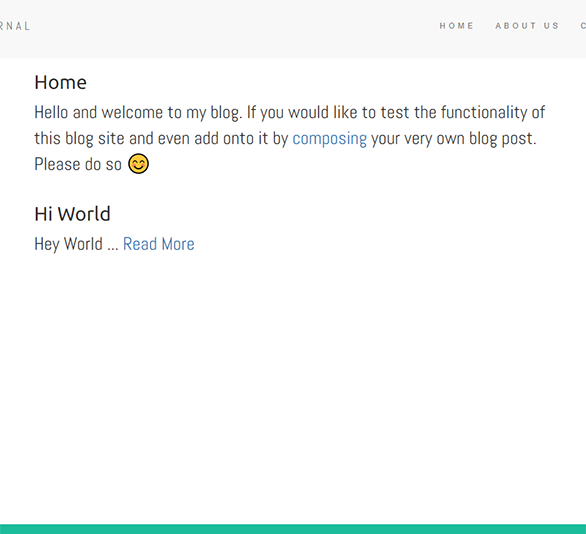 RNAL
HOME ABOUT US C
Home
Hello and welcome to my blog. If you would like to test the functionality of
this blog site and even add onto it by composing your very own blog post.
Please do so 😊
Hi World
Hey World ... Read More